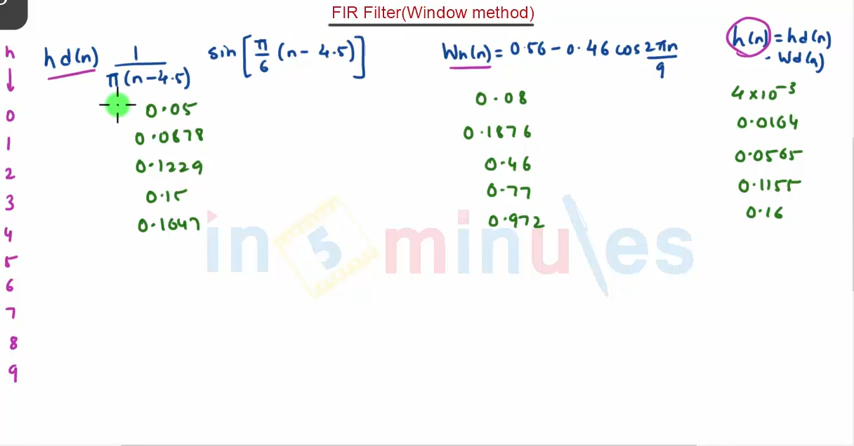 FIR Filter(Window method)
n hd(n) 1/π(n-4.5) sin[π/6 (n-4.5)] Wn(n) = 0.56 - 0.46 cos 2πn/9 h(n) = hd(n) · Wd(n)
↓
0 0.05 0.08 4×10⁻³
1 0.0878 0.1876 0.0164
2 0.1229 0.46 0.0565
3 0.15 0.77 0.1155
4 0.1647 0.972 0.16
5
6
7
8
9
in 5 minutes